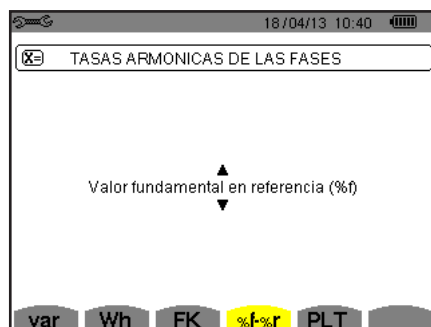 18/04/13 10:40
X= TASAS ARMONICAS DE LAS FASES
Valor fundamental en referencia (%f)
var Wh FK %f-%r PLT